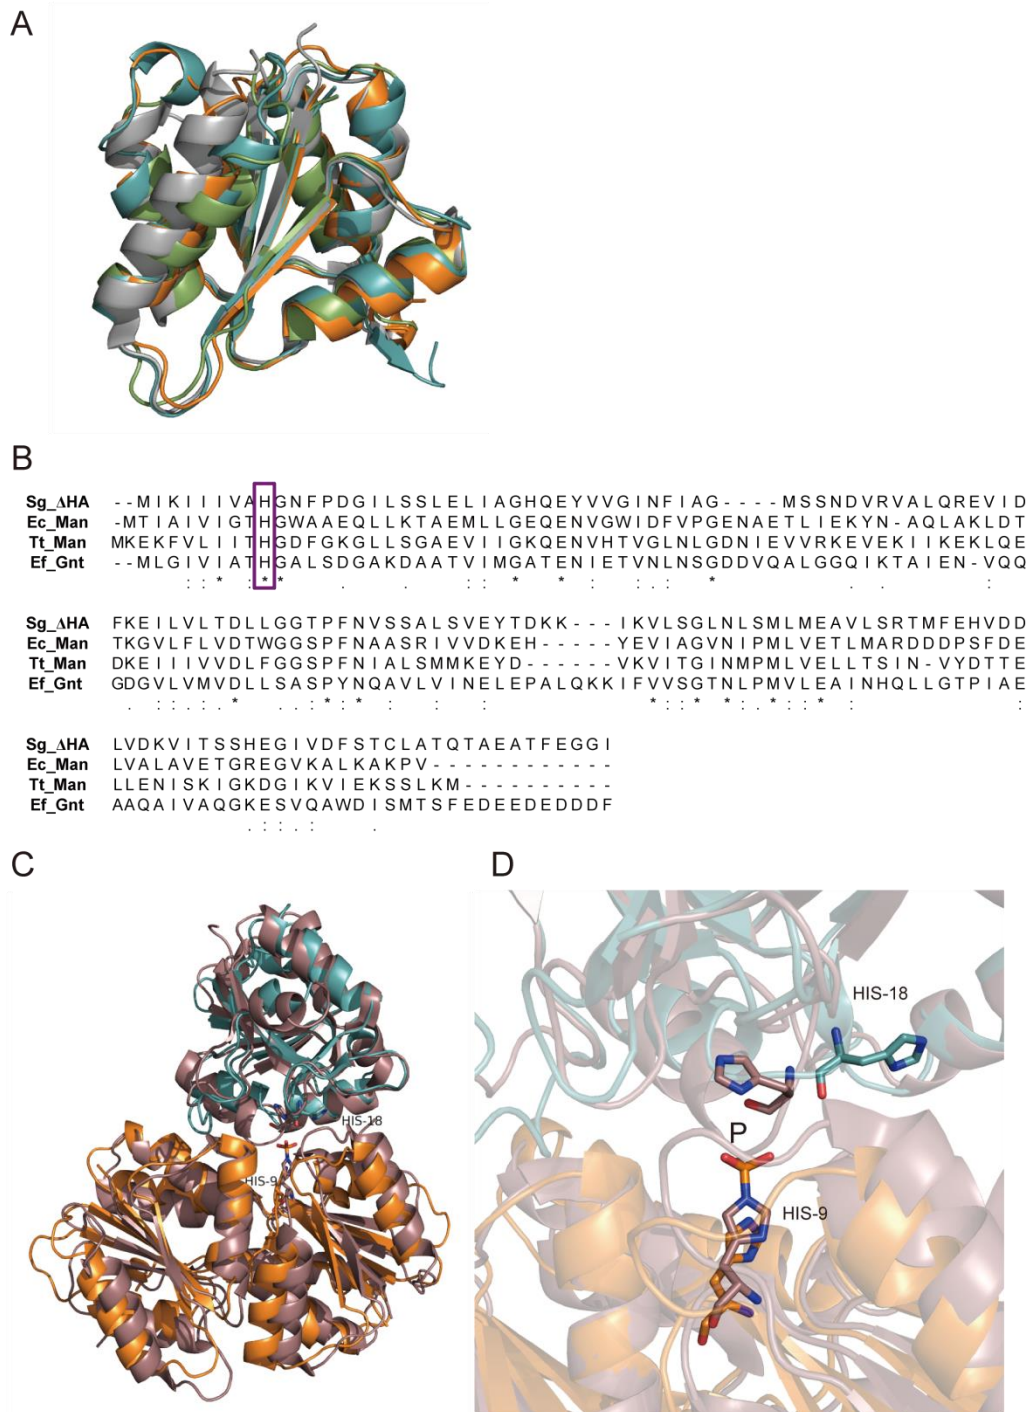 A
B
Sg_ΔHA --MIKIIIVAHGNFPDGILSSLELIAGHQEYVVGINFIAG----MSSNDVRVALQREVID
Ec_Man --MTIAIVIGTHGWAAEQLLKTAEMLLGEQENVGWIDFVPGENAETLIEKYN-AQLAKLDT
Tt_Man MKEKFVLIITHGDFGKGLLSGAEVIIGKQENVHTVGLNLGDNIEVVRKEVEKIIKEKLQE
Ef_Gnt --MLGIVIATHGALSDGAKDAATVIMGATENIETVNLNSGDDVQALGGQIKTAIEN-VQQ
: : * : * * . . : * * : . : : * . :
Sg_ΔHA FKEILVLTDLLGGTPFNVSSALSVEYTDKK---IKVLSGLNLSMLMEAVLSRTMFEHVDD
Ec_Man TKGVLFLVDTWGGSPFNAASRIVVDKEH----YEVIAGVNIPMLVETLMARDDDPSFDE
Tt_Man DKEIIIVVDLFGGSPFNIALSMMKEYD-----VKVITGINMPMLVELLTSIN-VYDTTE
Ef_Gnt GDGVLVMVDLLSASPYNQAVLVINELEPALQKKIFVVSGTNLPMVLEAINHQLLGTPIAE
. : : . : * . . : * * : : : * : * * : * : : * : :
Sg_ΔHA LVDKVITSSHEGIVDFSTCLATQTAEATFEGGI
Ec_Man LVALAVETGREGVKALKAKPV-----------
Tt_Man LLENISKIGKDGIKVIEKSSLKM---------
Ef_Gnt AAQAIVAQGKESVQAWDISMTSFEDEEDEDDDF
. : : : .
C
D
HIS-18
HIS-9
HIS-18
P
HIS-9